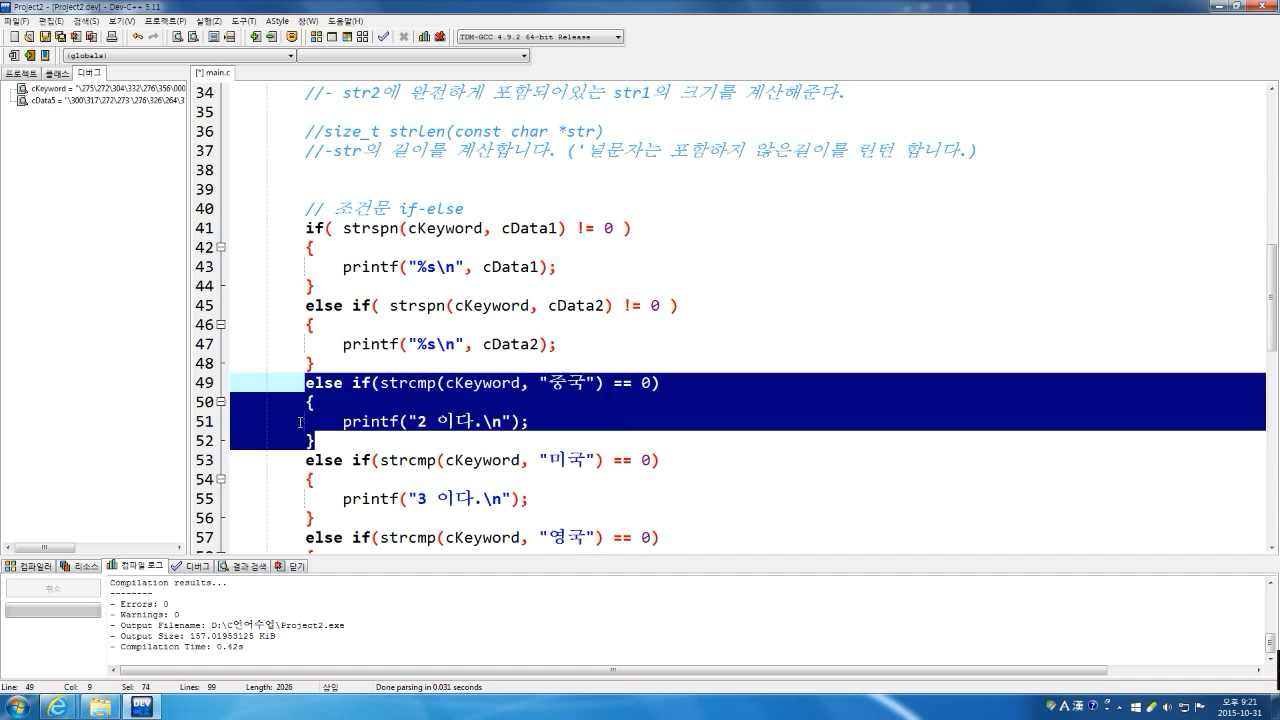 Project2 - [Project2.dev] - Dev-C++ 5.11
파일(F) 편집(E) 검색(S) 보기(V) 프로젝트(P) 실행(Z) 도구(T) AStyle 창(W) 도움말(H)
TDM-GCC 4.9.2 64-bit Release
(globals)
프로젝트 클래스 디버그
[*] main.c
cKeyword = "\275\272\304\332\276\356\000
cData5 = "\300\317\272\273\276\326\264\3
34 //- str2에 완전하게 포함되어있는 str1의 크기를 계산해준다.
35
36 //size_t strlen(const char *str)
37 //-str의 길이를 계산합니다. ('널문자는 포함하지 않은길이를 린턴 합니다.)
38
39
40 // 조건문 if-else
41 if( strspn(cKeyword, cData1) != 0 )
42 {
43 printf("%s\n", cData1);
44 }
45 else if( strspn(cKeyword, cData2) != 0 )
46 {
47 printf("%s\n", cData2);
48 }
49 else if(strcmp(cKeyword, "중국") == 0)
50 {
51 printf("2 이다.\n");
52 }
53 else if(strcmp(cKeyword, "미국") == 0)
54 {
55 printf("3 이다.\n");
56 }
57 else if(strcmp(cKeyword, "영국") == 0)
컴파일러 리소스 컴파일 로그 디버그 결과 검색 닫기
취소
Compilation results...
--------
- Errors: 0
- Warnings: 0
- Output Filename: D:\C언어수업\Project2.exe
- Output Size: 157.01953125 KiB
- Compilation Time: 0.42s
Line: 49 Col: 9 Sel: 74 Lines: 99 Length: 2026 삽입 Done parsing in 0.031 seconds
DEV
A 漢
오후 9:21
2015-10-31